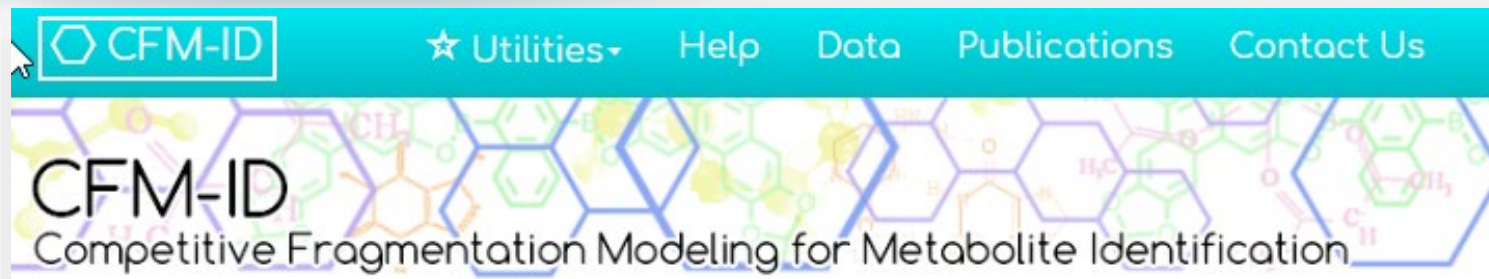 CFM-ID ☆ Utilities Help Data Publications Contact Us
CFM-ID
Competitive Fragmentation Modeling for Metabolite Identification